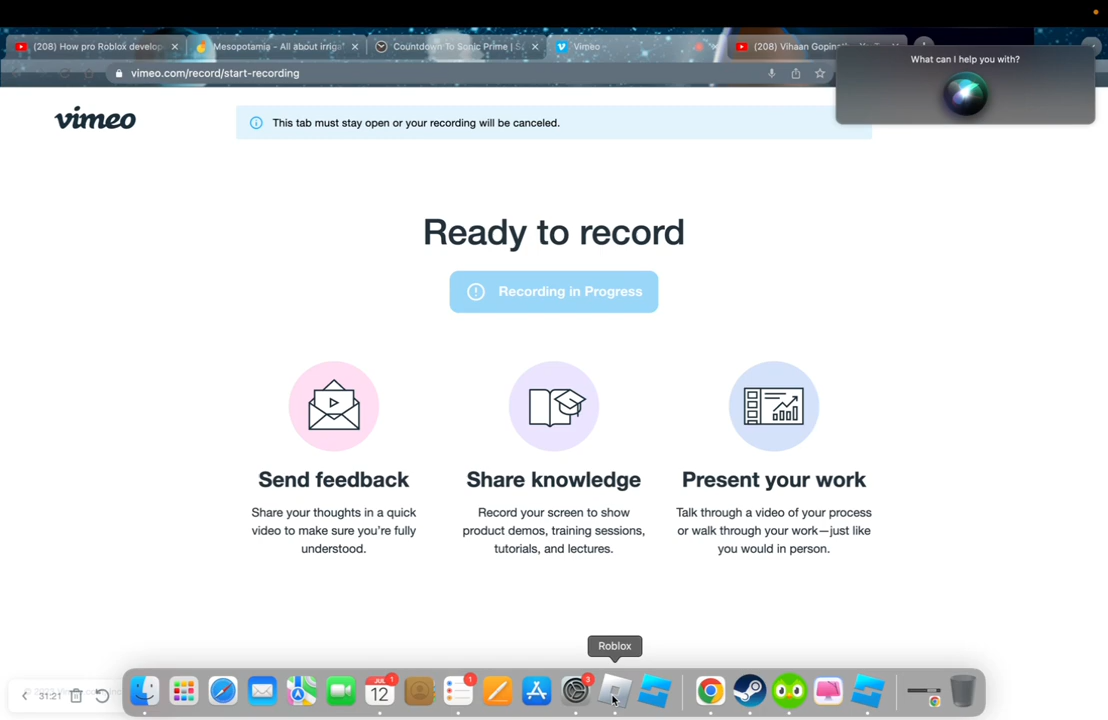 (208) How pro Roblox develop
Mesopotamia - All about irrig
Countdown To Sonic Prime | S
Vimeo
(208) Vihaan Gopin
vimeo.com/record/start-recording
What can I help you with?
vimeo
This tab must stay open or your recording will be canceled.
Ready to record
Recording in Progress
Send feedback
Share your thoughts in a quick
video to make sure you're fully
understood.
Share knowledge
Record your screen to show
product demos, training sessions,
tutorials, and lectures.
Present your work
Talk through a video of your process
or walk through your work—just like
you would in person.
Roblox
31:21
JUL
12
1
1
3